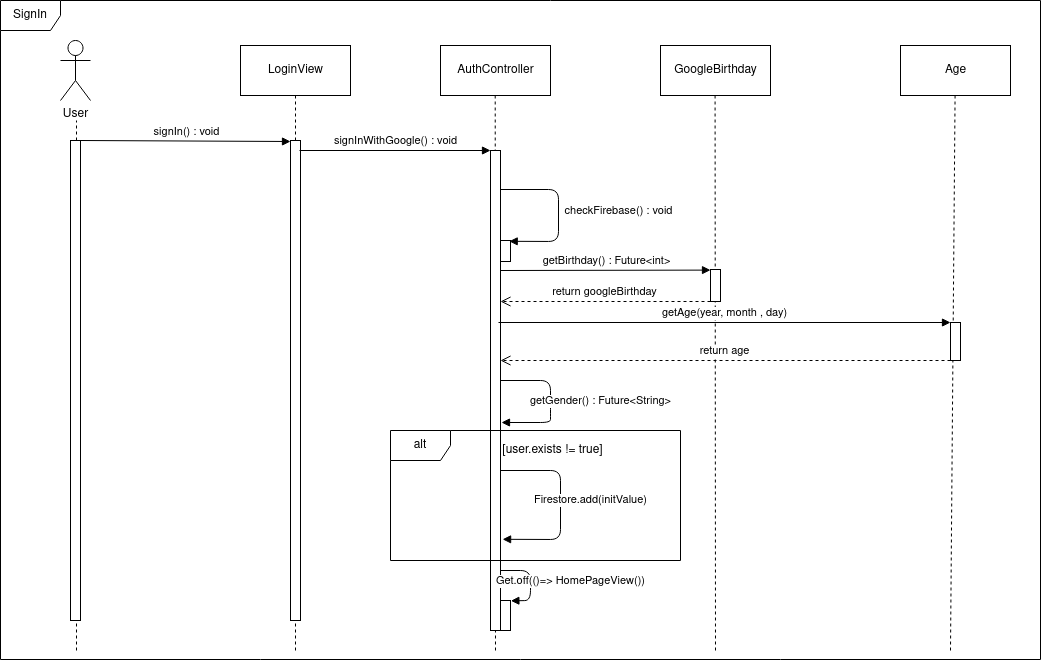 SignIn
User
LoginView
AuthController
GoogleBirthday
Age
signIn() : void
signInWithGoogle() : void
checkFirebase() : void
getBirthday() : Future<int>
return googleBirthday
getAge(year, month , day)
return age
getGender() : Future<String>
alt
[user.exists != true]
Firestore.add(initValue)
Get.off(()=> HomePageView())